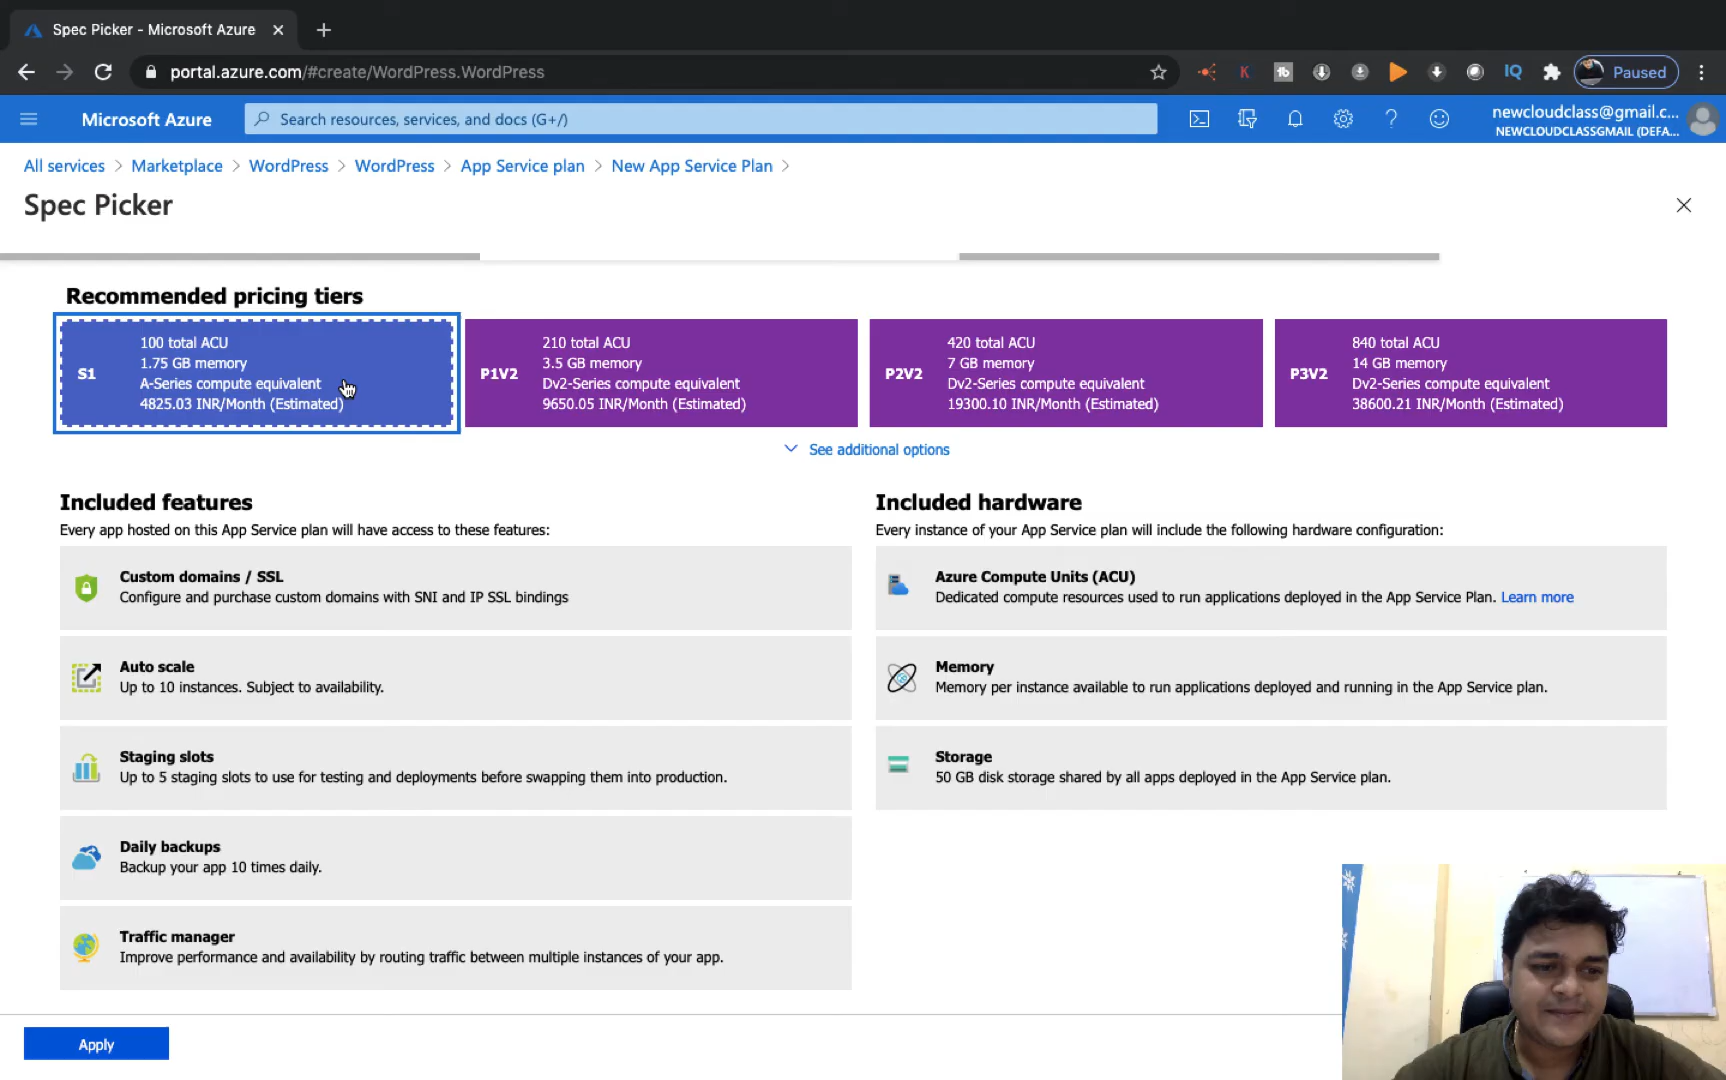 Spec Picker - Microsoft Azure
portal.azure.com/#create/WordPress.WordPress
K
tb
IQ
Paused
Microsoft Azure
Search resources, services, and docs (G+/)
newcloudclass@gmail.c...
NEWCLOUDCLASSGMAIL (DEFA...
All services > Marketplace > WordPress > WordPress > App Service plan > New App Service Plan >
Spec Picker
Recommended pricing tiers
S1
100 total ACU
1.75 GB memory
A-Series compute equivalent
4825.03 INR/Month (Estimated)
P1V2
210 total ACU
3.5 GB memory
Dv2-Series compute equivalent
9650.05 INR/Month (Estimated)
P2V2
420 total ACU
7 GB memory
Dv2-Series compute equivalent
19300.10 INR/Month (Estimated)
P3V2
840 total ACU
14 GB memory
Dv2-Series compute equivalent
38600.21 INR/Month (Estimated)
See additional options
Included features
Every app hosted on this App Service plan will have access to these features:
Custom domains / SSL
Configure and purchase custom domains with SNI and IP SSL bindings
Auto scale
Up to 10 instances. Subject to availability.
Staging slots
Up to 5 staging slots to use for testing and deployments before swapping them into production.
Daily backups
Backup your app 10 times daily.
Traffic manager
Improve performance and availability by routing traffic between multiple instances of your app.
Included hardware
Every instance of your App Service plan will include the following hardware configuration:
Azure Compute Units (ACU)
Dedicated compute resources used to run applications deployed in the App Service Plan. Learn more
Memory
Memory per instance available to run applications deployed and running in the App Service plan.
Storage
50 GB disk storage shared by all apps deployed in the App Service plan.
Apply